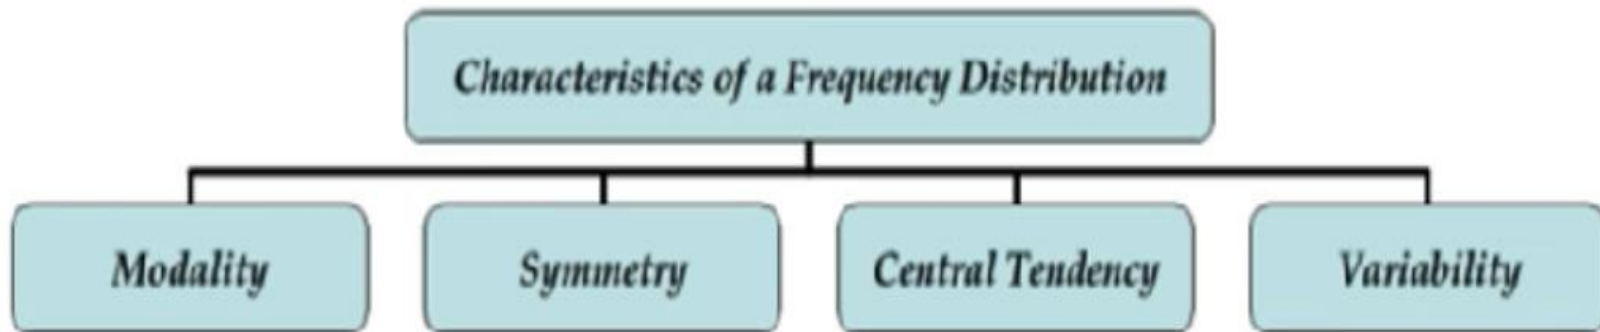 Characteristics of a Frequency Distribution
Modality
Symmetry
Central Tendency
Variability